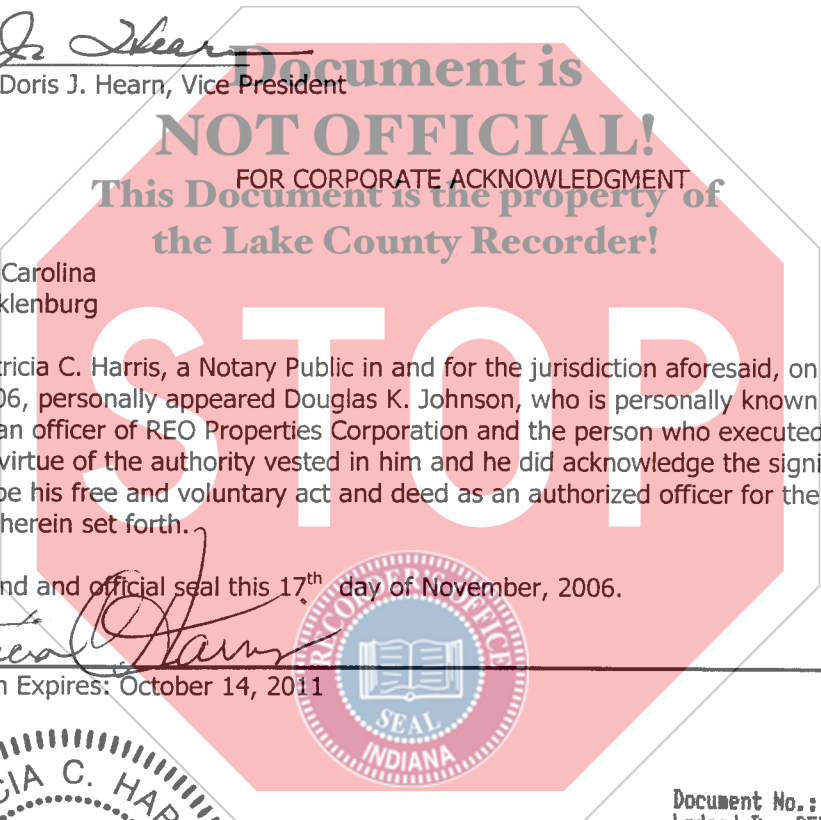 Doris J. Hearn, Vice President
Document is
NOT OFFICIAL!
FOR CORPORATE ACKNOWLEDGMENT
This Document is the property of
the Lake County Recorder!
Carolina
klenburg
STOP
ricia C. Harris, a Notary Public in and for the jurisdiction aforesaid, on
06, personally appeared Douglas K. Johnson, who is personally known
an officer of REO Properties Corporation and the person who executed
virtue of the authority vested in him and he did acknowledge the signi
be his free and voluntary act and deed as an authorized officer for the
herein set forth.
nd and official seal this 17th day of November, 2006.
n Expires: October 14, 2011
RECORDER'S OFFICE
SEAL
INDIANA
CIA C. HAR
Document No.: